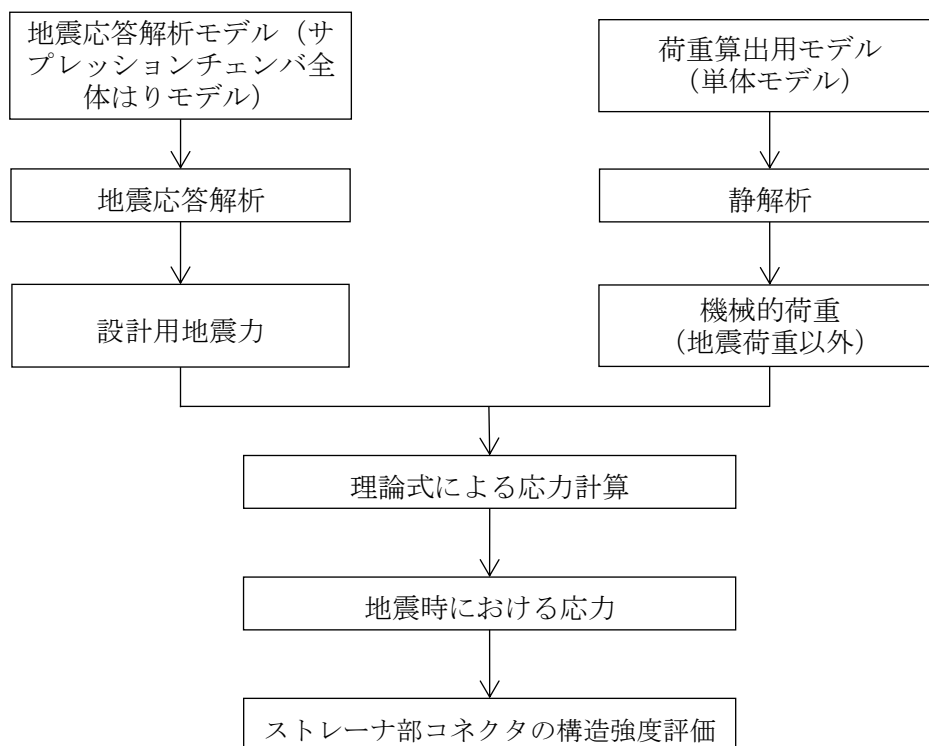 地震応答解析モデル（サ
プレッションチェンバ全
体はりモデル）
荷重算出用モデル
（単体モデル）
地震応答解析
静解析
設計用地震力
機械的荷重
（地震荷重以外）
理論式による応力計算
地震時における応力
ストレーナ部コネクタの構造強度評価